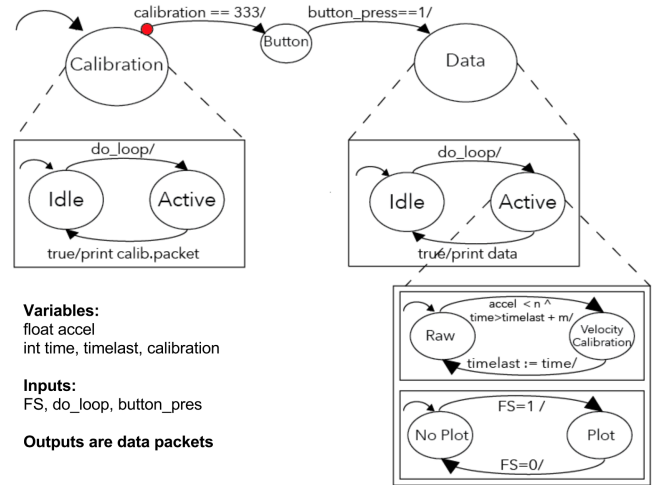 calibration == 333/
button_press==1/
Calibration
Button
Data
do_loop/
Idle
Active
true/print calib.packet
do_loop/
Idle
Active
true/print data
accel < n ^
time>timelast + m/
Raw
Velocity
Calibration
timelast := time/
FS=1 /
No Plot
Plot
FS=0/
Variables:
float accel
int time, timelast, calibration
Inputs:
FS, do_loop, button_pres
Outputs are data packets